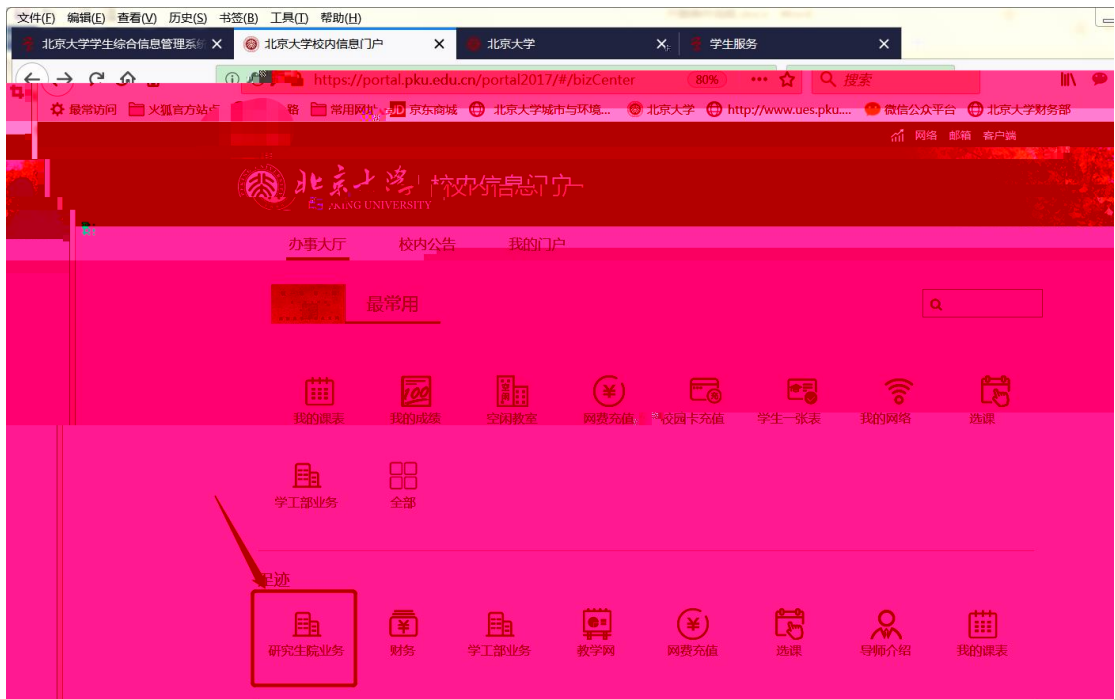 文件(F) 编辑(E) 查看(V) 历史(S) 书签(B) 工具(T) 帮助(H)
北京大学学生综合信息管理系统 北京大学校内信息门户 北京大学 学生服务
https://portal.pku.edu.cn/portal2017/#/bizCenter 80% 搜索
最常访问 火狐官方站点 路 常用网址 JD 京东商城 北京大学城市与环境... 北京大学 http://www.ues.pku.... 微信公众平台 北京大学财务部
网络 邮箱 客户端
北京大学 校内信息门户
UNIVERSITY
办事大厅 校内公告 我的门户
最常用
我的课表 我的成绩 空闲教室 网费充值 校园卡充值 学生一张表 我的网络 选课
学工部业务 全部
足迹
研究生院业务 财务 学工部业务 教学网 网费充值 选课 导师介绍 我的课表